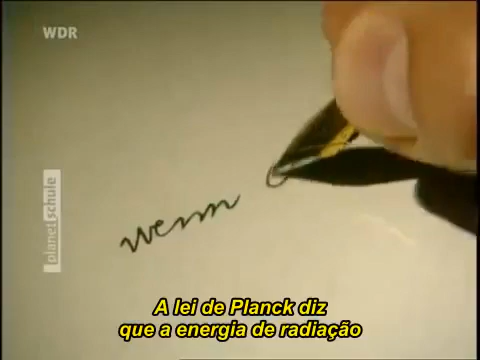 WDR
planet schule
wenn
A lei de Planck diz
que a energia de radiação